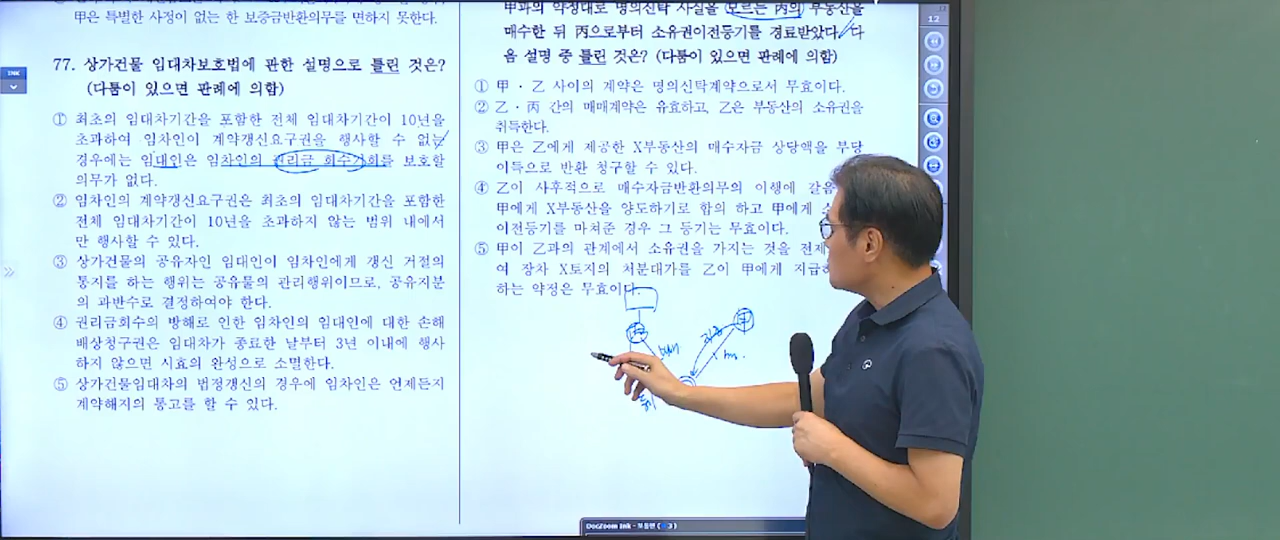 甲은 특별한 사정이 없는 한 보증금반환의무를 면하지 못한다.
77. 상가건물 임대차보호법에 관한 설명으로 틀린 것은?
(다툼이 있으면 판례에 의함)
① 최초의 임대차기간을 포함한 전체 임대차기간이 10년을
초과하여 임차인이 계약갱신요구권을 행사할 수 없는
경우에는 임대인은 임차인의 권리금 회수기회를 보호할
의무가 없다.
② 임차인의 계약갱신요구권은 최초의 임대차기간을 포함한
전체 임대차기간이 10년을 초과하지 않는 범위 내에서
만 행사할 수 있다.
③ 상가건물의 공유자인 임대인이 임차인에게 갱신 거절의
통지를 하는 행위는 공유물의 관리행위이므로, 공유지분
의 과반수로 결정하여야 한다.
④ 권리금회수의 방해로 인한 임차인의 임대인에 대한 손해
배상청구권은 임대차가 종료한 날부터 3년 이내에 행사
하지 않으면 시효의 완성으로 소멸한다.
⑤ 상가건물임대차의 법정갱신의 경우에 임차인은 언제든지
계약해지의 통고를 할 수 있다.
甲과의 약정대로 명의신탁 사실을 모르는 丙의 부동산을
매수한 뒤 丙으로부터 소유권이전등기를 경료받았다. 다
음 설명 중 틀린 것은? (다툼이 있으면 판례에 의함)
① 甲·乙 사이의 계약은 명의신탁계약으로서 무효이다.
② 乙·丙 간의 매매계약은 유효하고, 乙은 부동산의 소유권을
취득한다.
③ 甲은 乙에게 제공한 X부동산의 매수자금 상당액을 부당
이득으로 반환 청구할 수 있다.
④ 乙이 사후적으로 매수자금반환의무의 이행에 갈음
甲에게 X부동산을 양도하기로 합의 하고 甲에게
이전등기를 마쳐준 경우 그 등기는 무효이다.
⑤ 甲이 乙과의 관계에서 소유권을 가지는 것을 전제
여 장차 X토지의 처분대가를 乙이 甲에게 지급
하는 약정은 무효이다.
12
INK
DocZoom Ink -